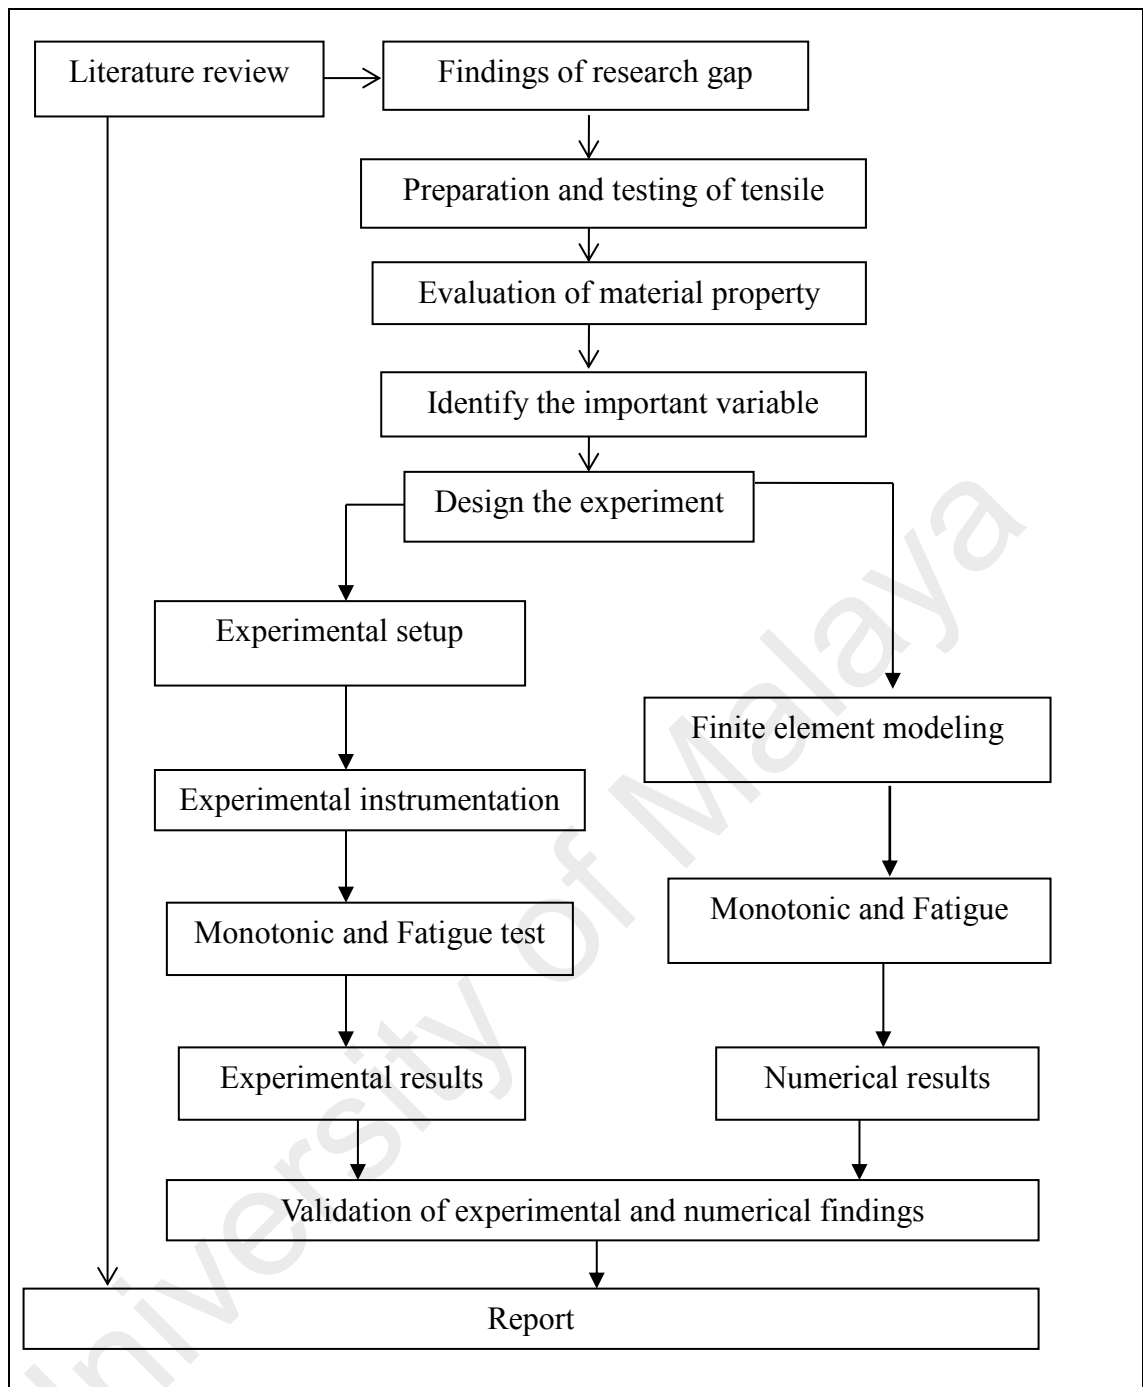 Literature review
Findings of research gap
Preparation and testing of tensile
Evaluation of material property
Identify the important variable
Design the experiment
Experimental setup
Finite element modeling
Experimental instrumentation
Monotonic and Fatigue
Monotonic and Fatigue test
Experimental results
Numerical results
Validation of experimental and numerical findings
Report
University of Malaya